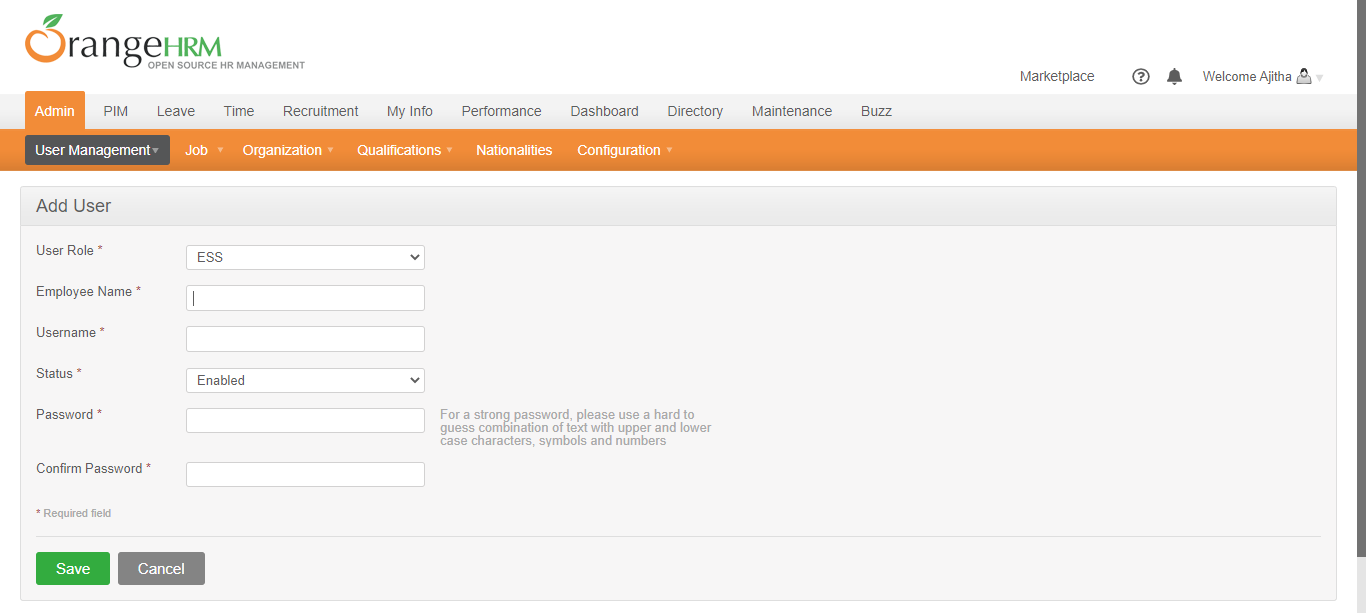 OrangeHRM
OPEN SOURCE HR MANAGEMENT
Marketplace ? Welcome Ajitha
Admin PIM Leave Time Recruitment My Info Performance Dashboard Directory Maintenance Buzz
User Management Job Organization Qualifications Nationalities Configuration
Add User
User Role * ESS
Employee Name *
Username *
Status * Enabled
Password * For a strong password, please use a hard to
guess combination of text with upper and lower
case characters, symbols and numbers
Confirm Password *
* Required field
Save Cancel